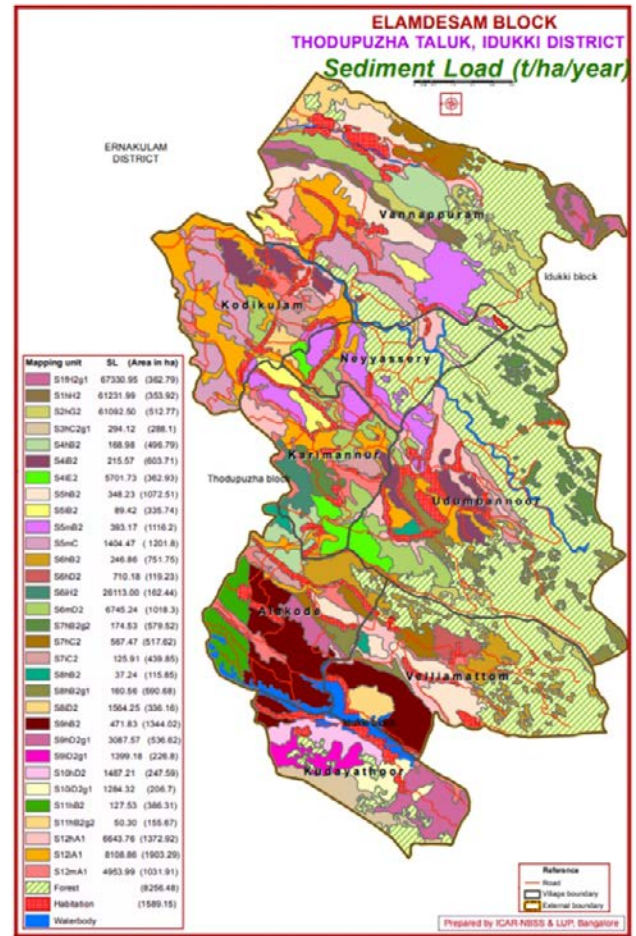 ELAMDESAM BLOCK
THODUPUZHA TALUK, IDUKKI DISTRICT
Sediment Load (t/ha/year)
ERNAKULAM
DISTRICT
Vannappuram
Idukki block
Kodikulam
Neyyassery
Karimannur
Thodupuzha block
Udumpannoor
Alakode
Velliamattom
Kudayathoor
Mapping unit SL (Area in ha)
S1fH2g1 67330.95 (362.79)
S1hH2 61231.99 (353.92)
S2hG2 61092.50 (512.77)
S3hC2g1 294.12 (288.1)
S4hB2 168.98 (496.79)
S4iB2 215.57 (603.71)
S4iE2 5701.73 (362.93)
S5hB2 348.23 (1072.51)
S5iB2 89.42 (335.74)
S5mB2 393.17 (1116.2)
S5mC 1404.47 (1201.8)
S6hB2 246.86 (751.75)
S6hD2 710.18 (119.23)
S6iH2 26113.00 (162.44)
S6mD2 6745.24 (1018.3)
S7hB2g2 174.53 (579.52)
S7hC2 567.47 (517.62)
S7iC2 125.91 (439.85)
S8hB2 37.24 (115.85)
S8hB2g1 160.56 (690.68)
S8iD2 1564.25 (336.16)
S9hB2 471.83 (1344.02)
S9hD2g1 3087.57 (536.62)
S9iD2g1 1399.18 (226.8)
S10hD2 1487.21 (247.59)
S10iD2g1 1284.32 (206.7)
S11hB2 127.53 (386.31)
S11hB2g2 50.30 (155.67)
S12hA1 6643.76 (1372.92)
S12iA1 8108.86 (1903.29)
S12mA1 4953.99 (1031.91)
Forest (8256.48)
Habitation (1589.15)
Waterbody
Reference
Road
Village boundary
External boundary
Prepared by ICAR-NBSS & LUP, Bangalore